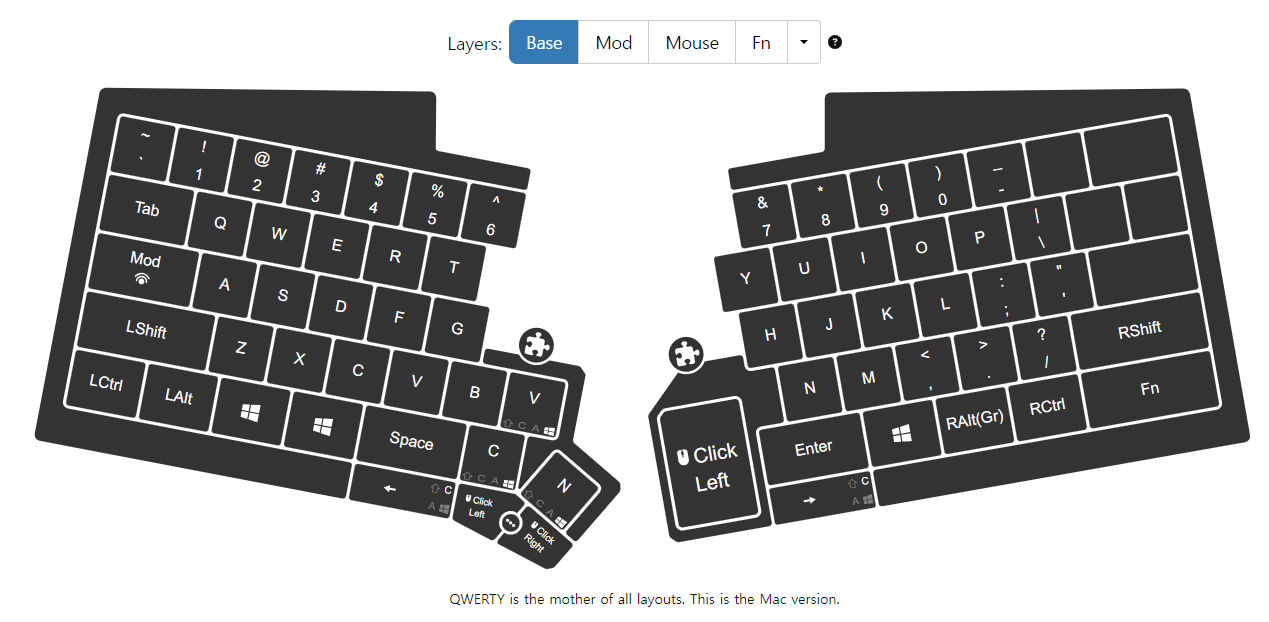 Layers: Base Mod Mouse Fn
~ ! @ # $ % ^
` 1 2 3 4 5 6
Tab Q W E R T
Mod A S D F G
LShift Z X C V B V
⇧ C A
LCtrl LAlt Space C
⇧ C A
N
⇧ C A
← ⇧ C
A
Click
Left
Click
Right
& * ( ) _
7 8 9 0 -
Y U I O P |
\
H J K L : "
; '
N M < > ? RShift
, . /
Click
Left
Enter RAlt(Gr) RCtrl Fn
→ ⇧ C
A
QWERTY is the mother of all layouts. This is the Mac version.